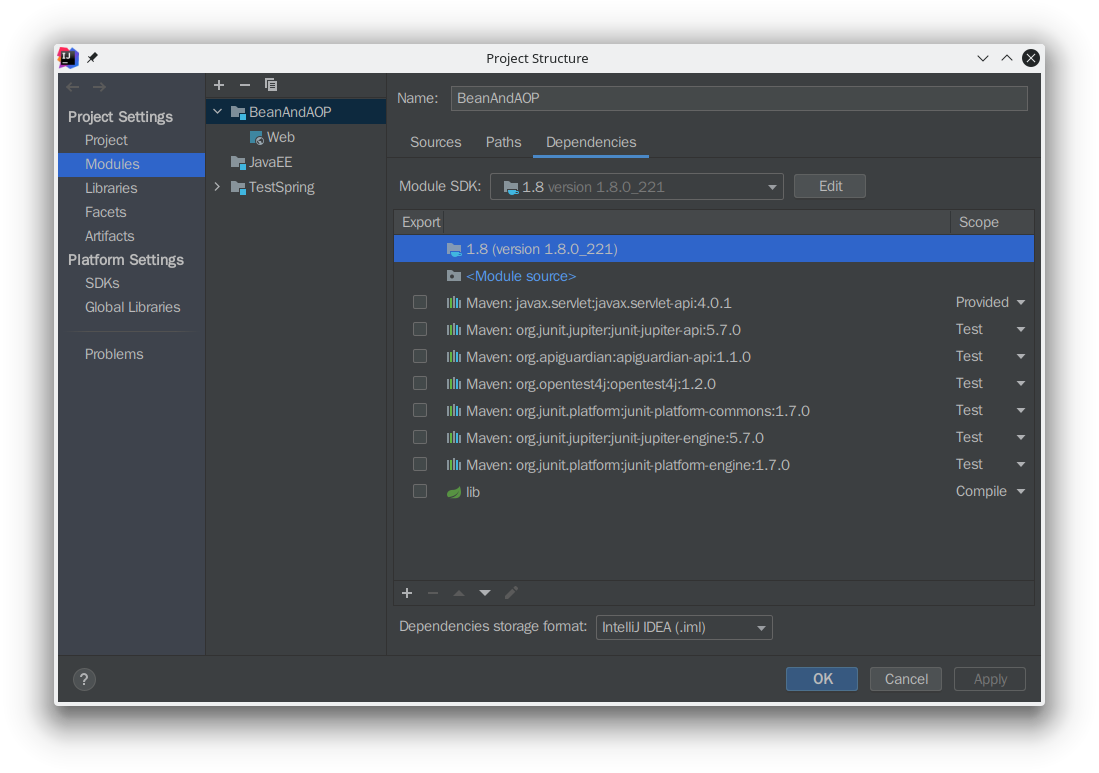 Project Structure
Project Settings
Project
Modules
Libraries
Facets
Artifacts
Platform Settings
SDKs
Global Libraries
Problems
BeanAndAOP
Web
JavaEE
TestSpring
Name: BeanAndAOP
Sources Paths Dependencies
Module SDK: 1.8 version 1.8.0_221 Edit
Export Scope
1.8 (version 1.8.0_221)
<Module source>
Maven: javax.servlet:javax.servlet-api:4.0.1 Provided
Maven: org.junit.jupiter:junit-jupiter-api:5.7.0 Test
Maven: org.apiguardian:apiguardian-api:1.1.0 Test
Maven: org.opentest4j:opentest4j:1.2.0 Test
Maven: org.junit.platform:junit-platform-commons:1.7.0 Test
Maven: org.junit.jupiter:junit-jupiter-engine:5.7.0 Test
Maven: org.junit.platform:junit-platform-engine:1.7.0 Test
lib Compile
Dependencies storage format: IntelliJ IDEA (.iml)
? OK Cancel Apply